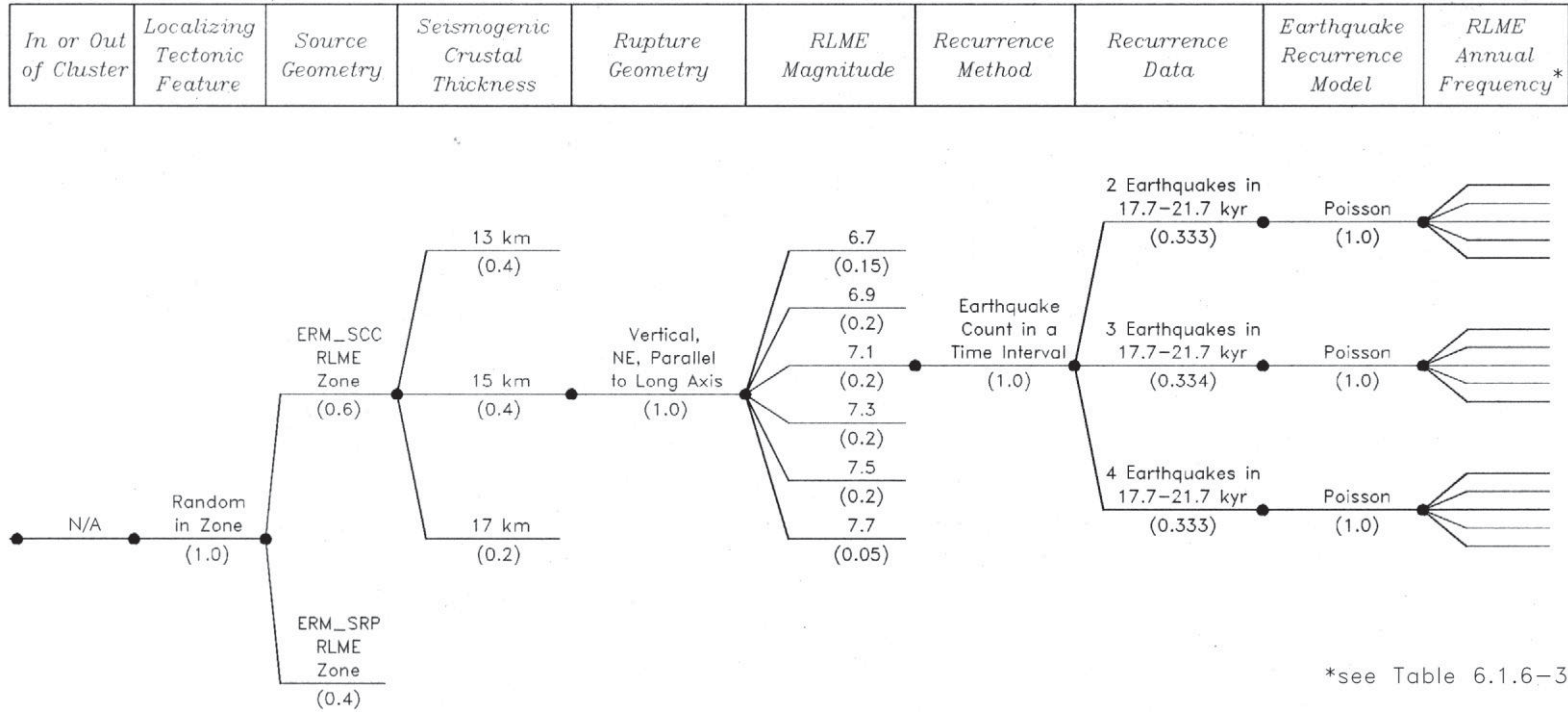 In or Out
of Cluster
Localizing
Tectonic
Feature
Source
Geometry
Seismogenic
Crustal
Thickness
Rupture
Geometry
RLME
Magnitude
Recurrence
Method
Recurrence
Data
Earthquake
Recurrence
Model
RLME
Annual
Frequency*
N/A
Random
in Zone
(1.0)
ERM_SCC
RLME
Zone
(0.6)
ERM_SRP
RLME
Zone
(0.4)
13 km
(0.4)
15 km
(0.4)
17 km
(0.2)
Vertical,
NE, Parallel
to Long Axis
(1.0)
6.7
(0.15)
6.9
(0.2)
7.1
(0.2)
7.3
(0.2)
7.5
(0.2)
7.7
(0.05)
Earthquake
Count in a
Time Interval
(1.0)
2 Earthquakes in
17.7-21.7 kyr
(0.333)
3 Earthquakes in
17.7-21.7 kyr
(0.334)
4 Earthquakes in
17.7-21.7 kyr
(0.333)
Poisson
(1.0)
Poisson
(1.0)
Poisson
(1.0)
*see Table 6.1.6-3